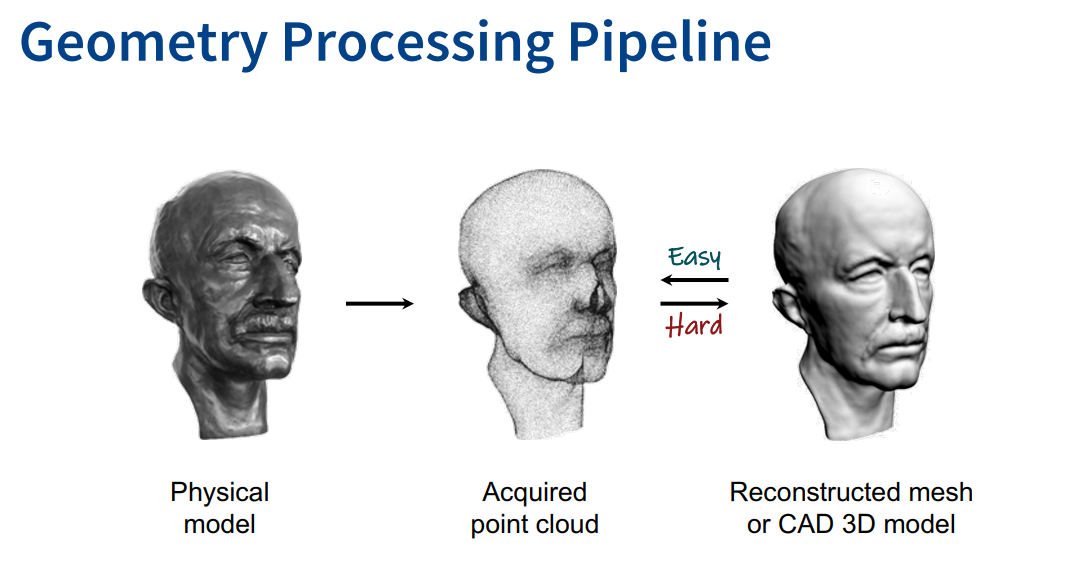 Geometry Processing Pipeline
Easy
Hard
Physical
model
Acquired
point cloud
Reconstructed mesh
or CAD 3D model